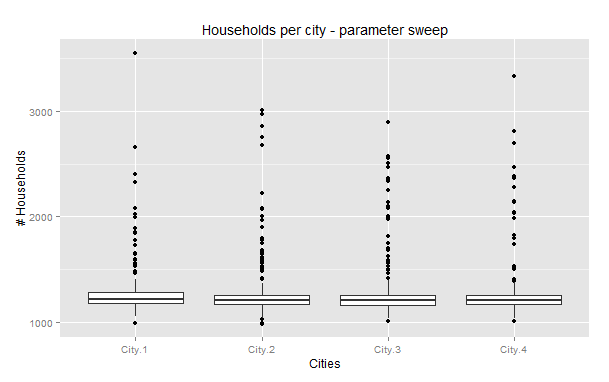 Households per city - parameter sweep
# Households
3000
2000
1000
City.1 City.2 City.3 City.4
Cities